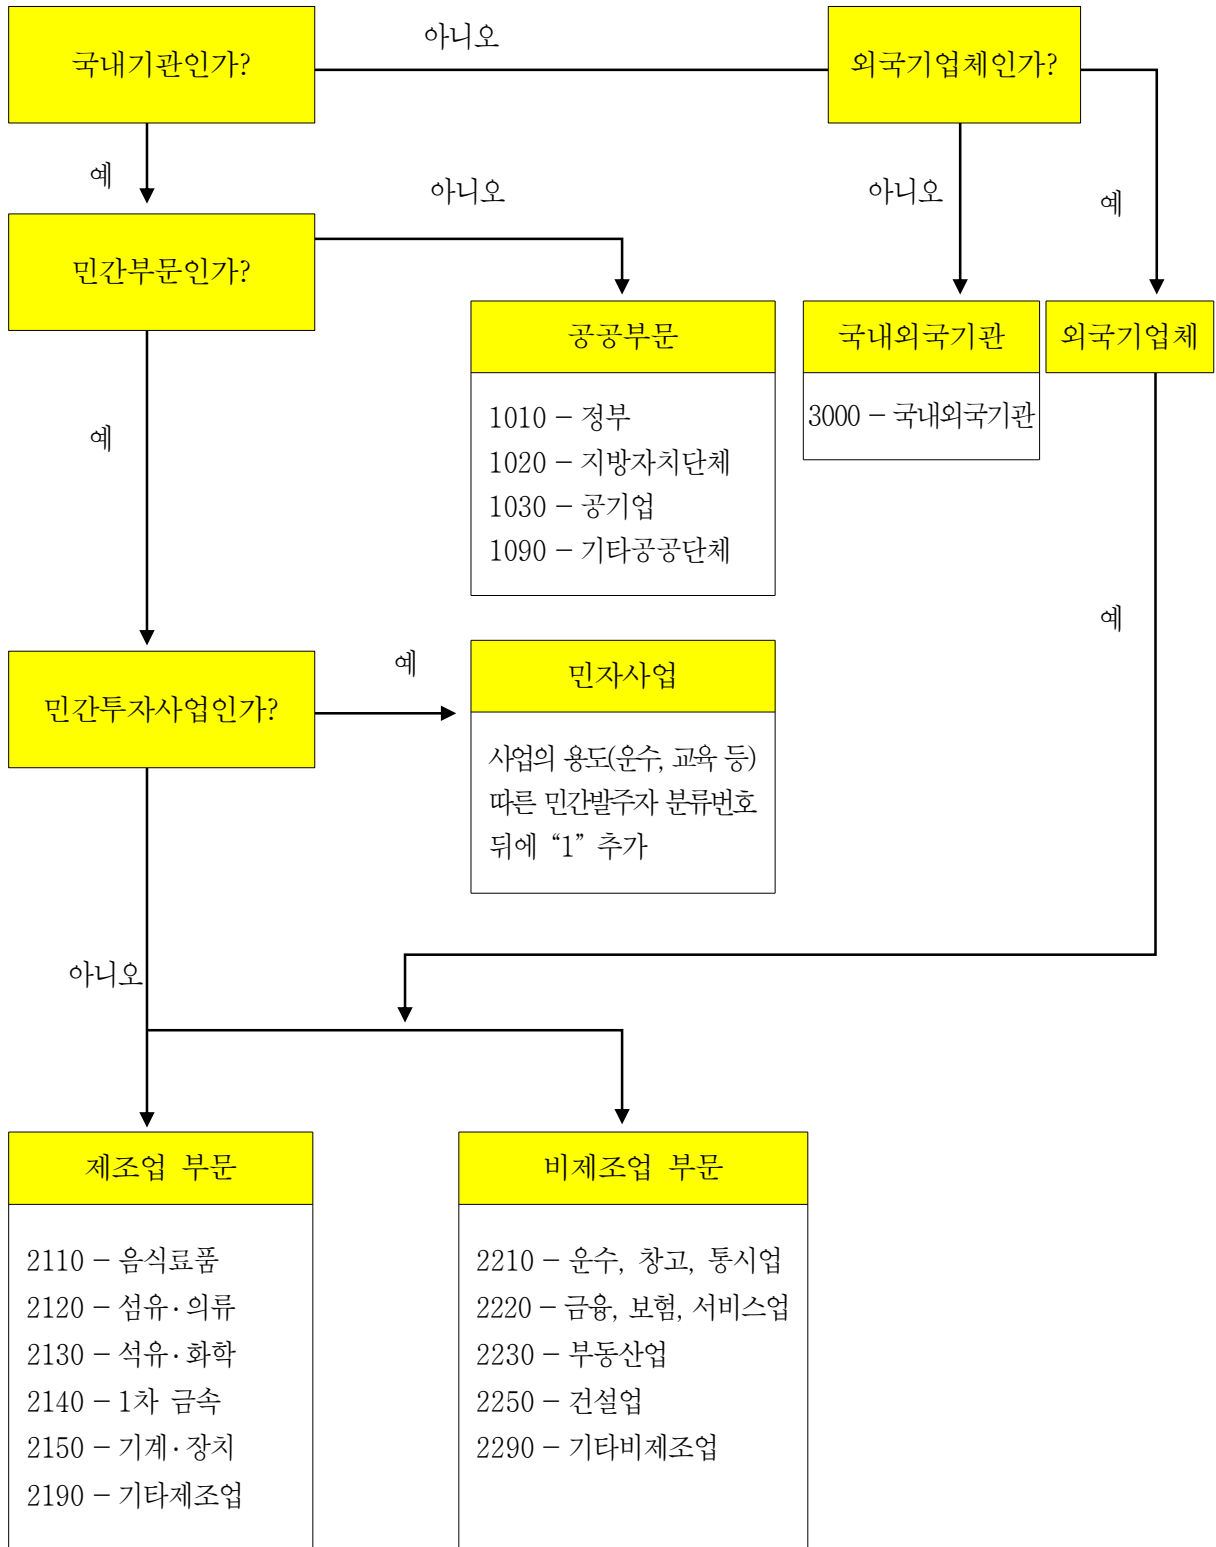 국내기관인가?
아니오
외국기업체인가?
예
아니오
아니오
예
민간부문인가?
공공부문
1010 - 정부
1020 - 지방자치단체
1030 - 공기업
1090 - 기타공공단체
국내외국기관
3000 - 국내외국기관
외국기업체
예
예
민간투자사업인가?
예
민자사업
사업의 용도(운수, 교육 등)
따른 민간발주자 분류번호
뒤에 “1” 추가
아니오
제조업 부문
2110 - 음식료품
2120 - 섬유·의류
2130 - 석유·화학
2140 - 1차 금속
2150 - 기계·장치
2190 - 기타제조업
비제조업 부문
2210 - 운수, 창고, 통시업
2220 - 금융, 보험, 서비스업
2230 - 부동산업
2250 - 건설업
2290 - 기타비제조업